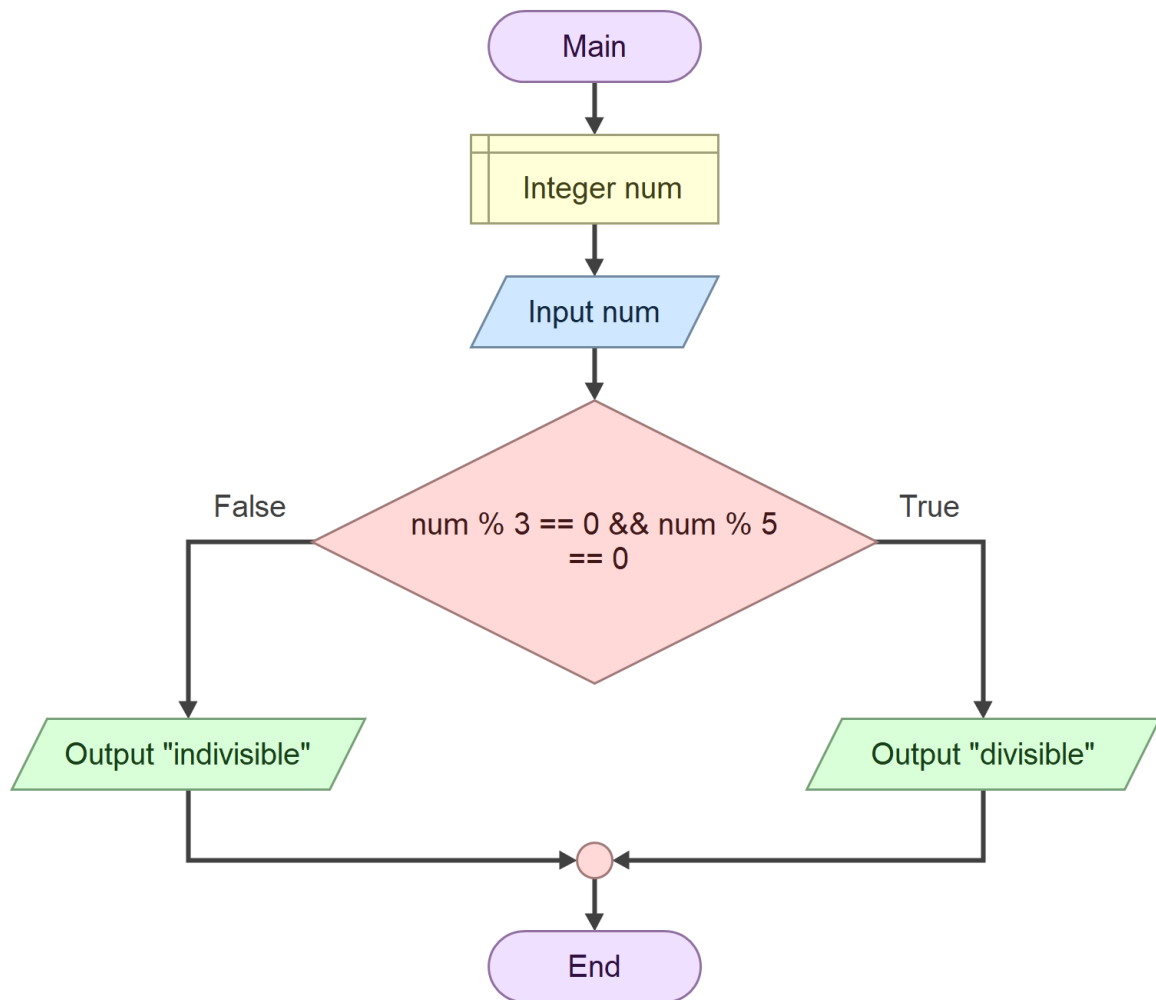 Main
Integer num
Input num
False
True
num % 3 == 0 && num % 5
== 0
Output "indivisible"
Output "divisible"
End